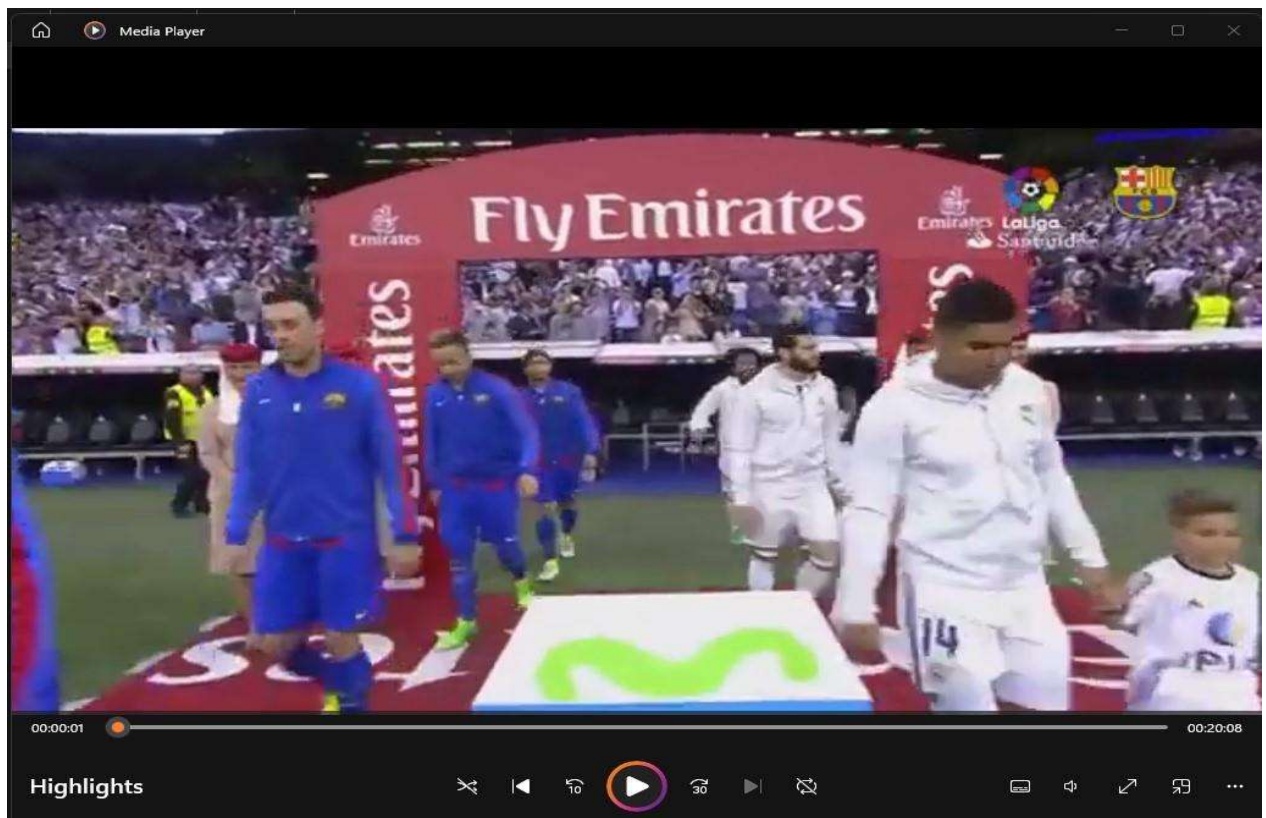 Media Player
Fly Emirates
Emirates
Emirates
LaLiga
Santander
Emirates
FCB
14
00:00:01
00:20:08
Highlights
10
30